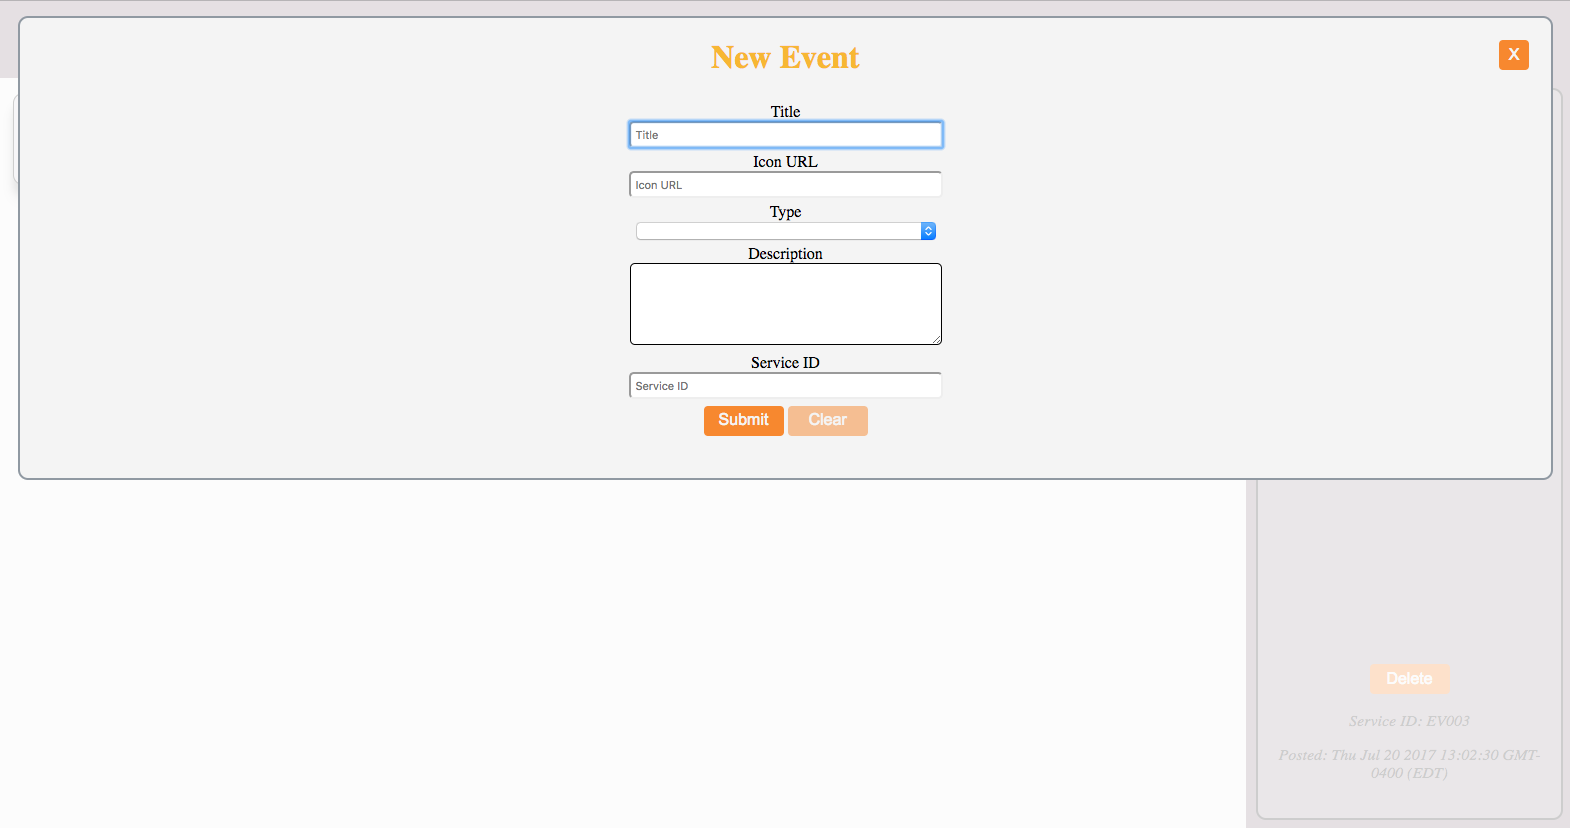 New Event
X
Title
Title
Icon URL
Icon URL
Type
Description
Service ID
Service ID
Submit Clear
Delete
Service ID: EV003
Posted: Thu Jul 20 2017 13:02:30 GMT-
0400 (EDT)